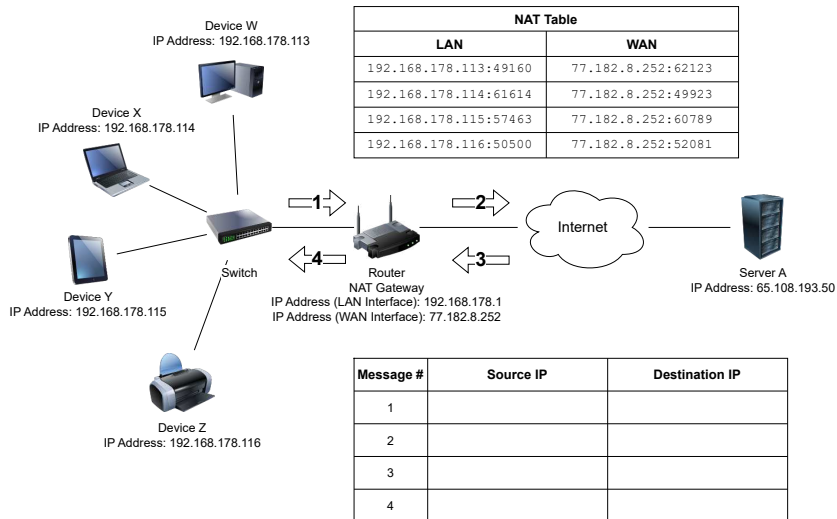 Device W
IP Address: 192.168.178.113
Device X
IP Address: 192.168.178.114
Device Y
IP Address: 192.168.178.115
Device Z
IP Address: 192.168.178.116
Switch
1
2
3
4
Router
NAT Gateway
IP Address (LAN Interface): 192.168.178.1
IP Address (WAN Interface): 77.182.8.252
Internet
Server A
IP Address: 65.108.193.50
NAT Table
LAN WAN
192.168.178.113:49160 77.182.8.252:62123
192.168.178.114:61614 77.182.8.252:49923
192.168.178.115:57463 77.182.8.252:60789
192.168.178.116:50500 77.182.8.252:52081
Message # Source IP Destination IP
1
2
3
4